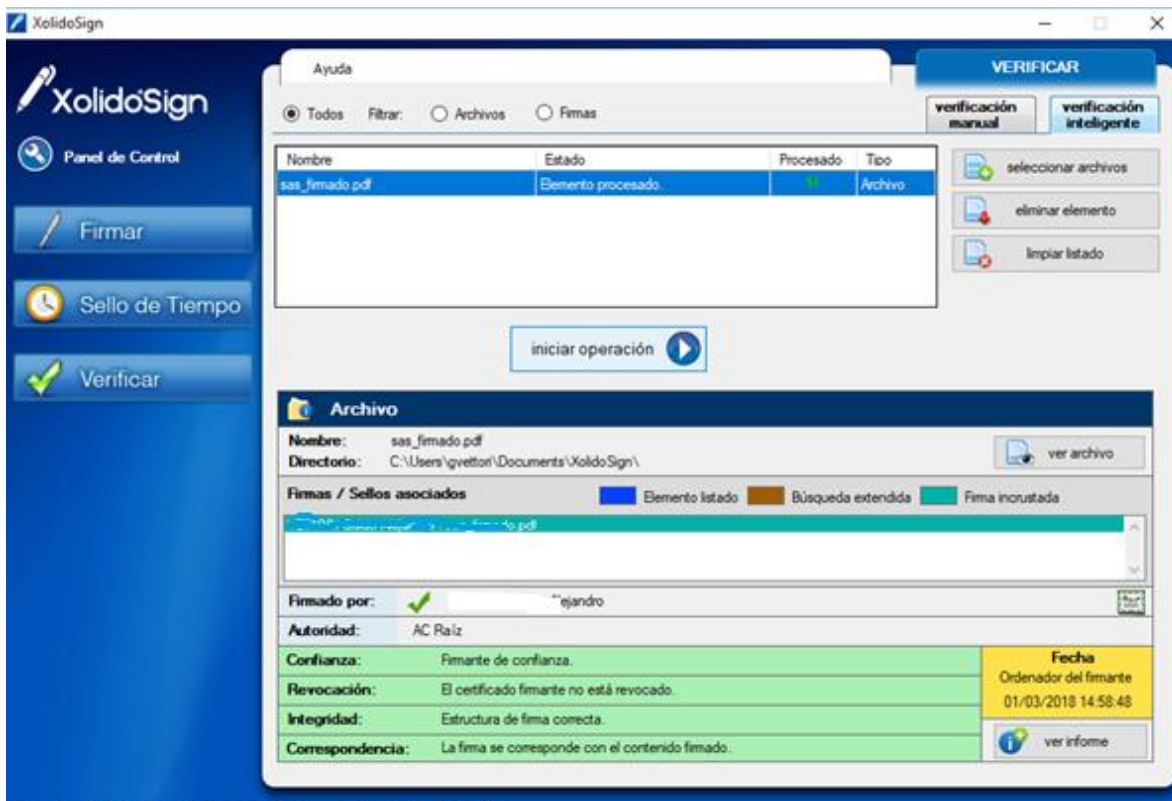 XolidoSign
XolidoSign
Panel de Control
Firmar
Sello de Tiempo
Verificar
Ayuda
VERIFICAR
Todos Filtrar: Archivos Firmas
verificación manual
verificación inteligente
Nombre Estado Procesado Tipo
sas_firmado.pdf Elemento procesado. SI Archivo
seleccionar archivos
eliminar elemento
limpiar listado
iniciar operación
Archivo
Nombre: sas_firmado.pdf
Directorio: C:\Users\gvettori\Documents\XolidoSign\
ver archivo
Firmas / Sellos asociados Elemento listado Búsqueda extendida Firma incrustada
_firmado.pdf
Firmado por: lejandro
Autoridad: AC Raíz
Confianza: Firmante de confianza.
Revocación: El certificado firmante no está revocado.
Integridad: Estructura de firma correcta.
Correspondencia: La firma se corresponde con el contenido firmado.
Fecha
Ordenador del firmante
01/03/2018 14:58:48
ver informe